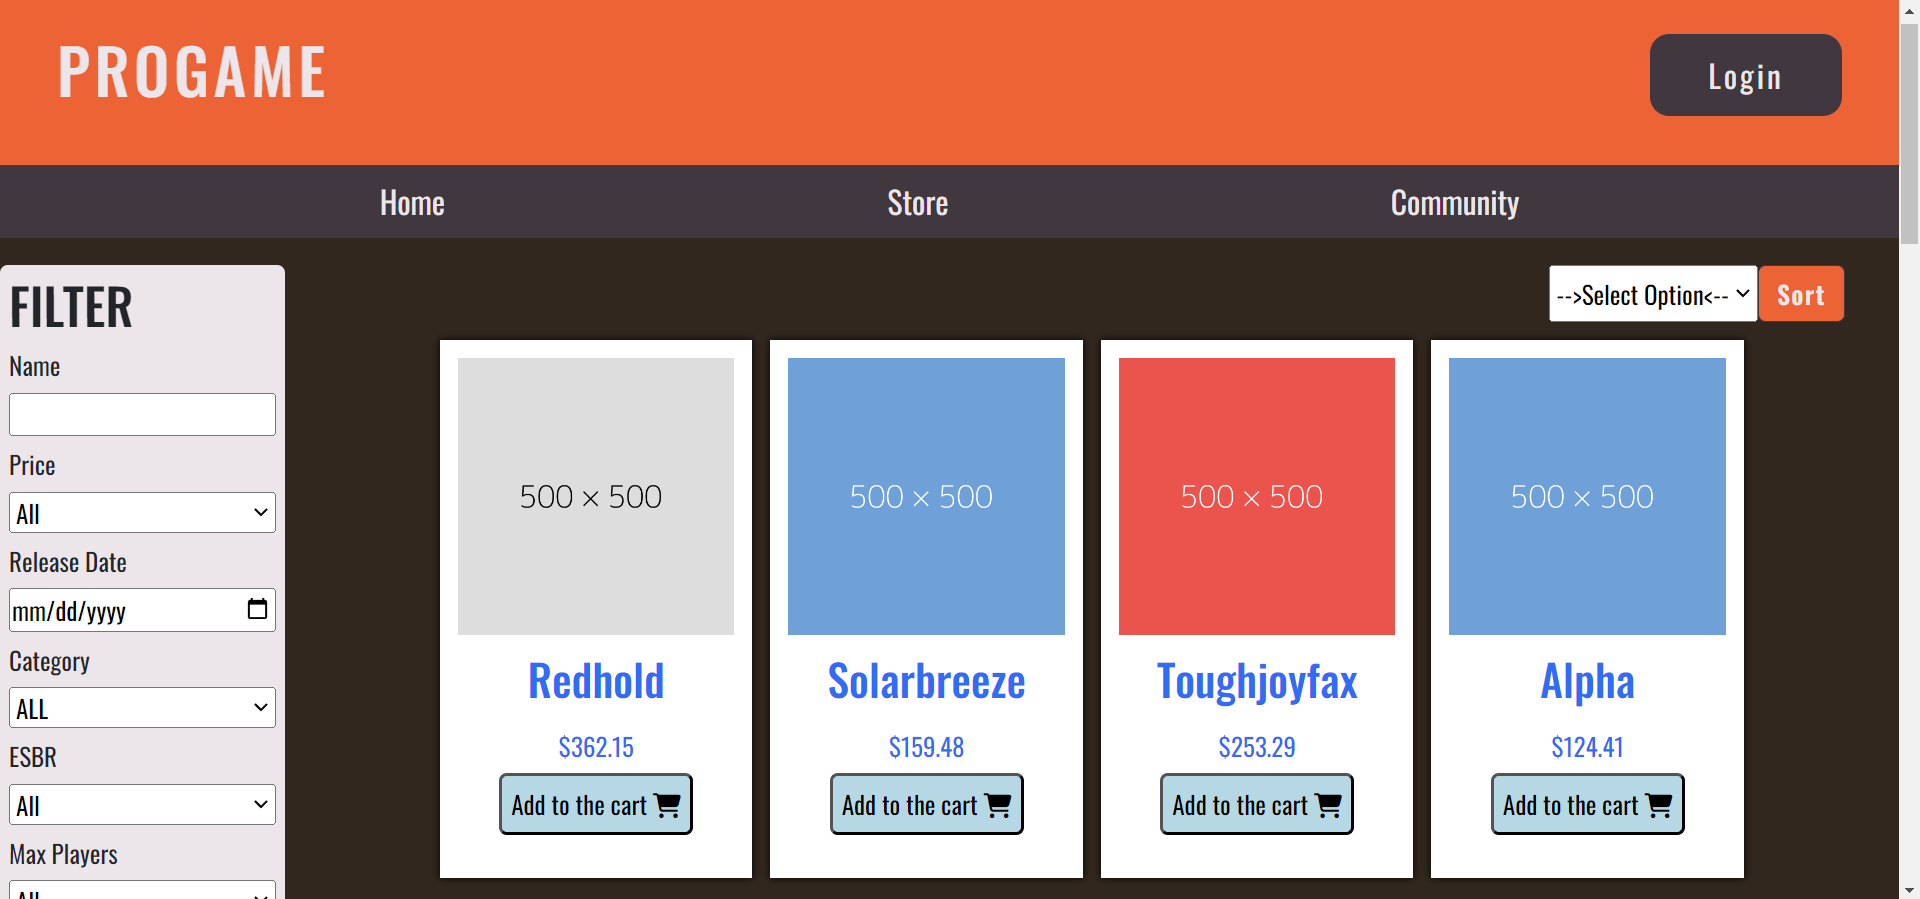 PROGAME
Login
Home
Store
Community
FILTER
Name
Price
All
Release Date
mm/dd/yyyy
Category
ALL
ESBR
All
Max Players
All
-->Select Option<--
Sort
500 × 500
Redhold
$362.15
Add to the cart
500 × 500
Solarbreeze
$159.48
Add to the cart
500 × 500
Toughjoyfax
$253.29
Add to the cart
500 × 500
Alpha
$124.41
Add to the cart